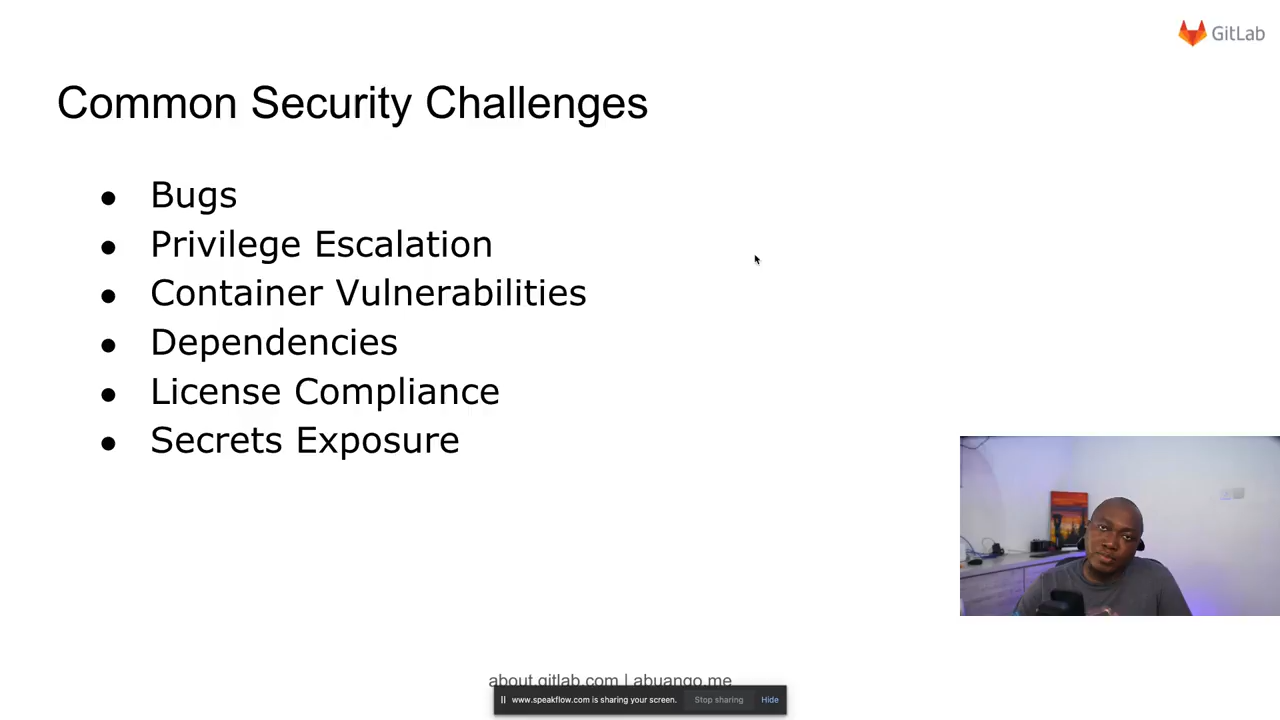 GitLab
Common Security Challenges
● Bugs
● Privilege Escalation
● Container Vulnerabilities
● Dependencies
● License Compliance
● Secrets Exposure
about.gitlab.com | abuango.me
www.speakflow.com is sharing your screen. Stop sharing Hide